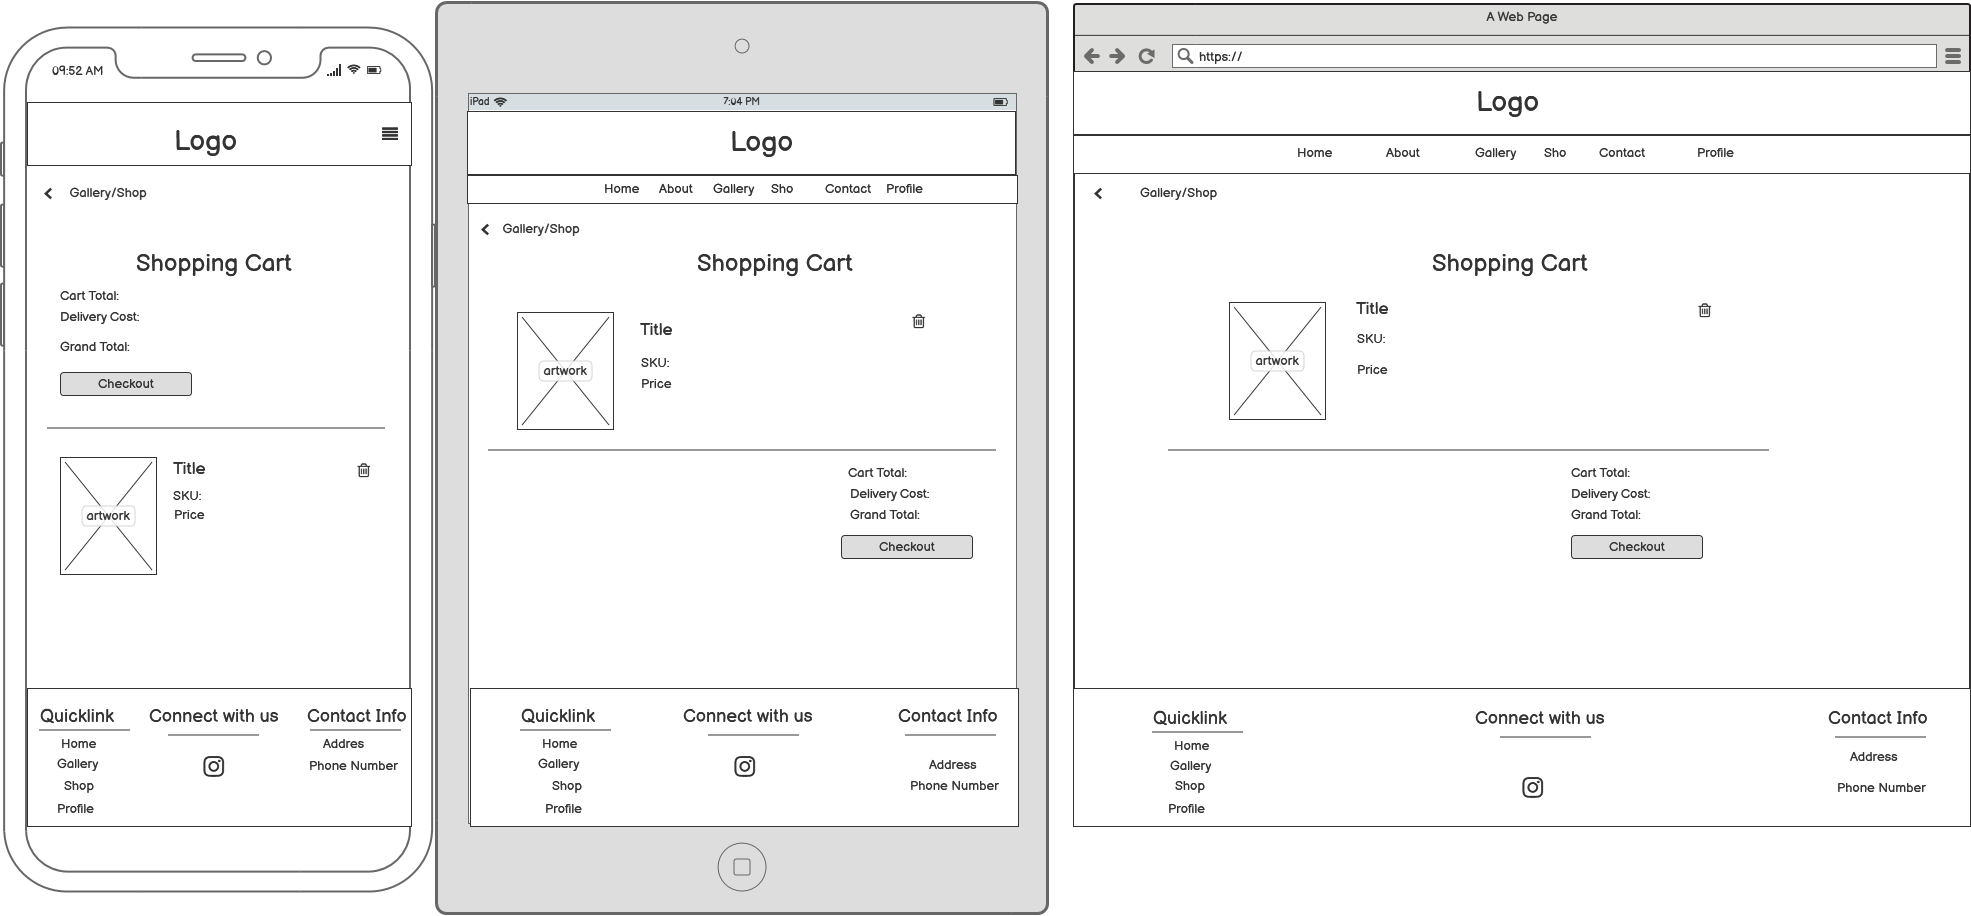 09:52 AM
Logo
Gallery/Shop
Shopping Cart
Cart Total:
Delivery Cost:
Grand Total:
Checkout
artwork
Title
SKU:
Price
Quicklink
Home
Gallery
Shop
Profile
Connect with us
Contact Info
Addres
Phone Number
iPad
7:04 PM
Logo
Home About Gallery Sho Contact Profile
Gallery/Shop
Shopping Cart
artwork
Title
SKU:
Price
Cart Total:
Delivery Cost:
Grand Total:
Checkout
Quicklink
Home
Gallery
Shop
Profile
Connect with us
Contact Info
Address
Phone Number
A Web Page
https://
Logo
Home About Gallery Sho Contact Profile
Gallery/Shop
Shopping Cart
artwork
Title
SKU:
Price
Cart Total:
Delivery Cost:
Grand Total:
Checkout
Quicklink
Home
Gallery
Shop
Profile
Connect with us
Contact Info
Address
Phone Number